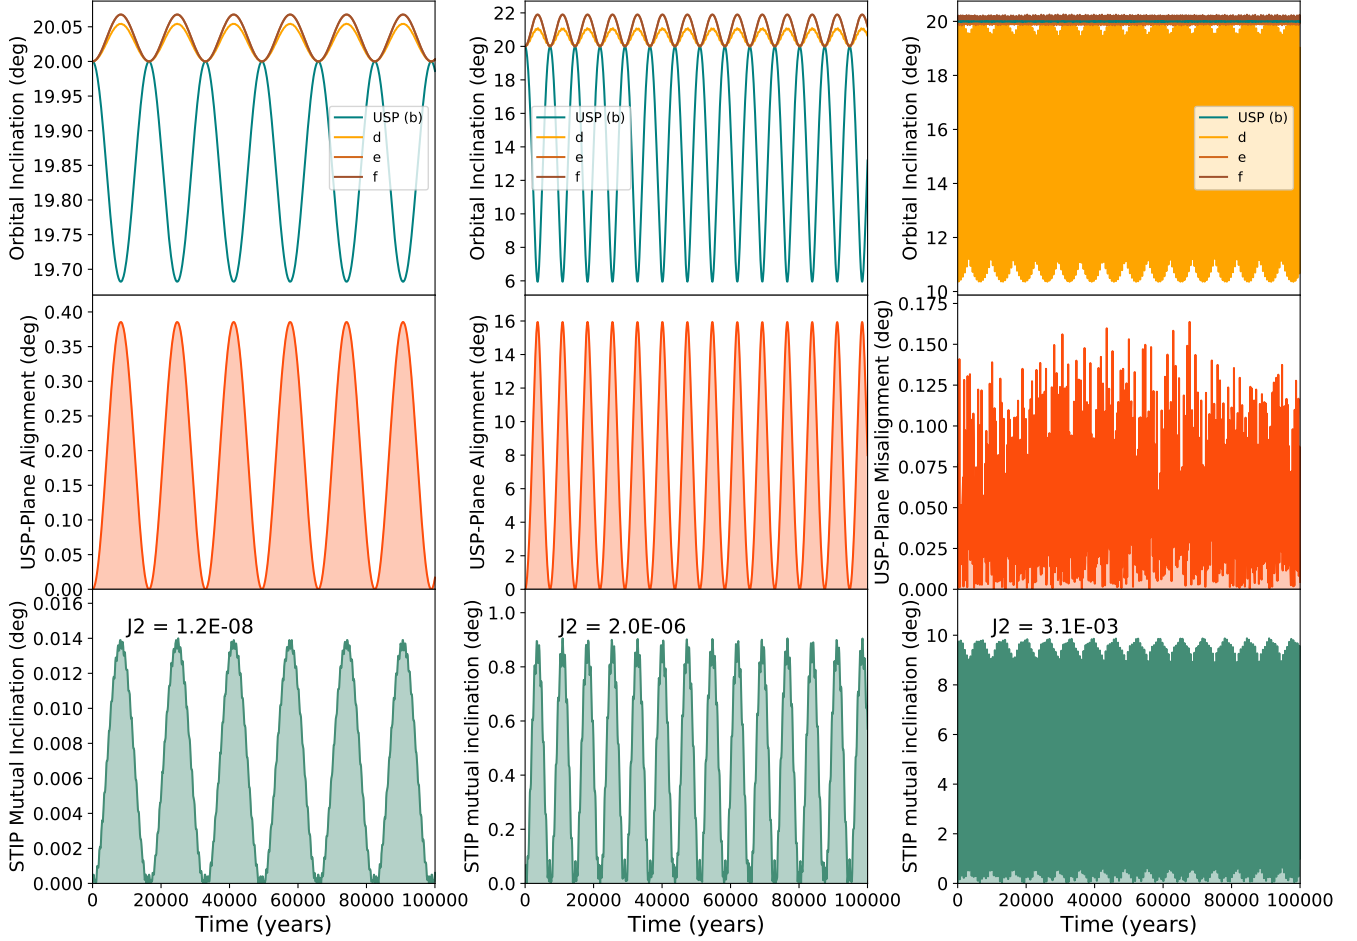 Orbital Inclination (deg)
20.05
20.00
19.95
19.90
19.85
19.80
19.75
19.70
USP (b)
d
e
f
Orbital Inclination (deg)
22
20
18
16
14
12
10
8
6
USP (b)
d
e
f
Orbital Inclination (deg)
20
18
16
14
12
10
USP (b)
d
e
f
USP-Plane Alignment (deg)
0.40
0.35
0.30
0.25
0.20
0.15
0.10
0.05
0.00
USP-Plane Alignment (deg)
16
14
12
10
8
6
4
2
0
USP-Plane Misalignment (deg)
0.175
0.150
0.125
0.100
0.075
0.050
0.025
0.000
STIP Mutual Inclination (deg)
0.016
0.014
0.012
0.010
0.008
0.006
0.004
0.002
0.000
J2 = 1.2E-08
0 20000 40000 60000 80000 100000
Time (years)
STIP mutual inclination (deg)
1.0
0.8
0.6
0.4
0.2
0.0
J2 = 2.0E-06
0 20000 40000 60000 80000 100000
Time (years)
STIP mutual inclination (deg)
10
8
6
4
2
0
J2 = 3.1E-03
0 20000 40000 60000 80000 100000
Time (years)